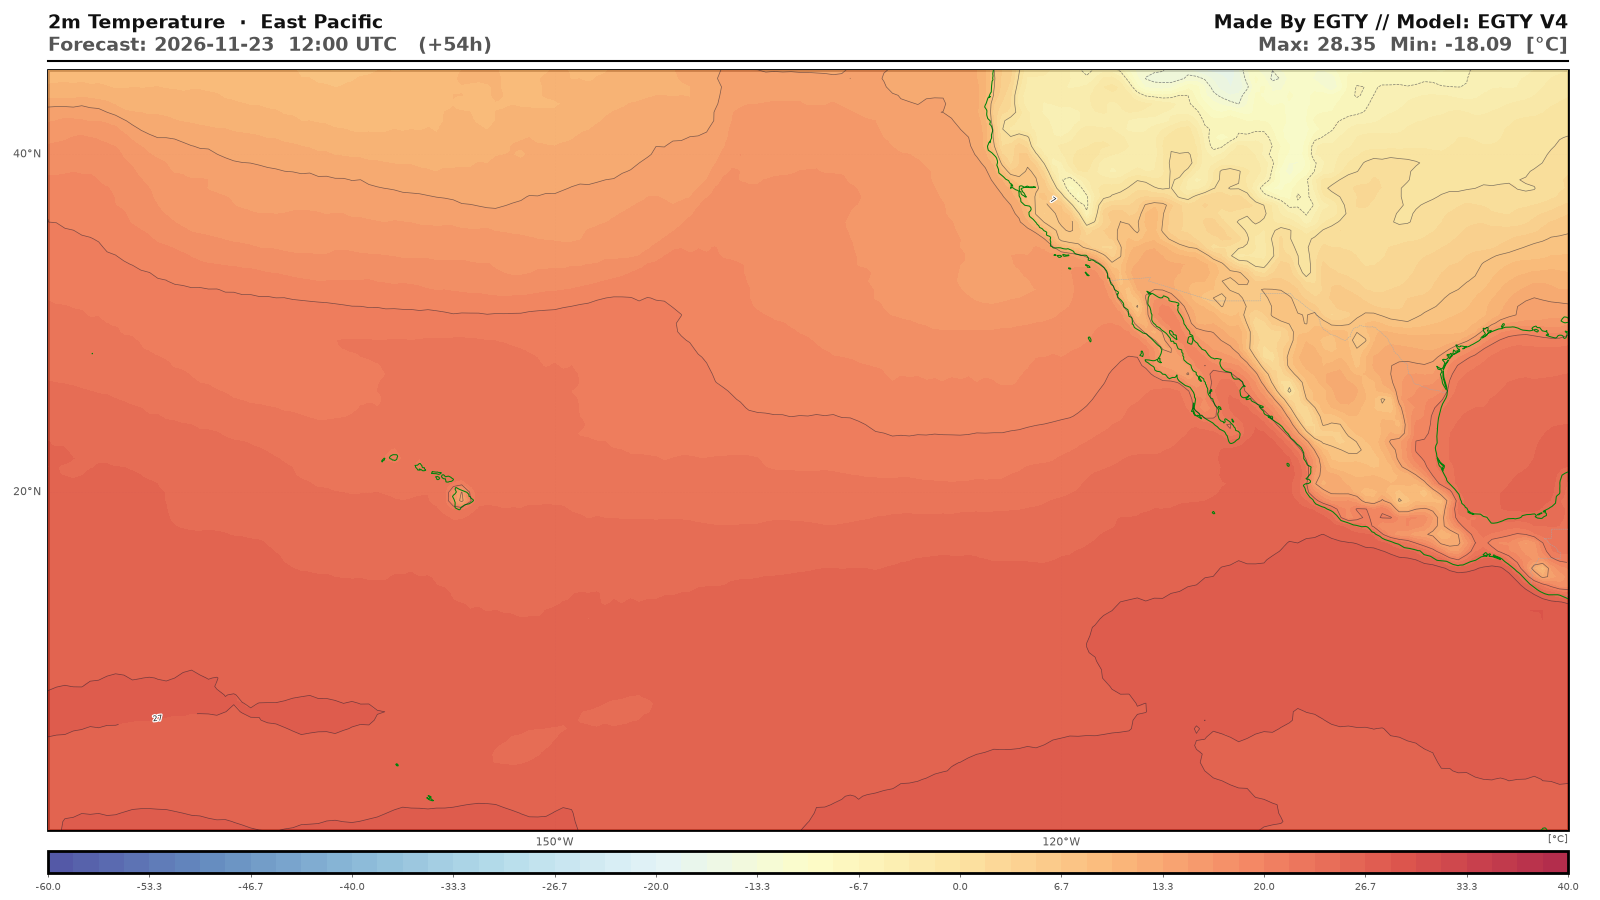 2m Temperature · East Pacific
Made By EGTY // Model: EGTY V4
Forecast: 2026-11-23 12:00 UTC (+54h)
Max: 28.35 Min: -18.09 [°C]
40°N
7
20°N
27
150°W
120°W
[°C]
-60.0 -53.3 -46.7 -40.0 -33.3 -26.7 -20.0 -13.3 -6.7 0.0 6.7 13.3 20.0 26.7 33.3 40.0